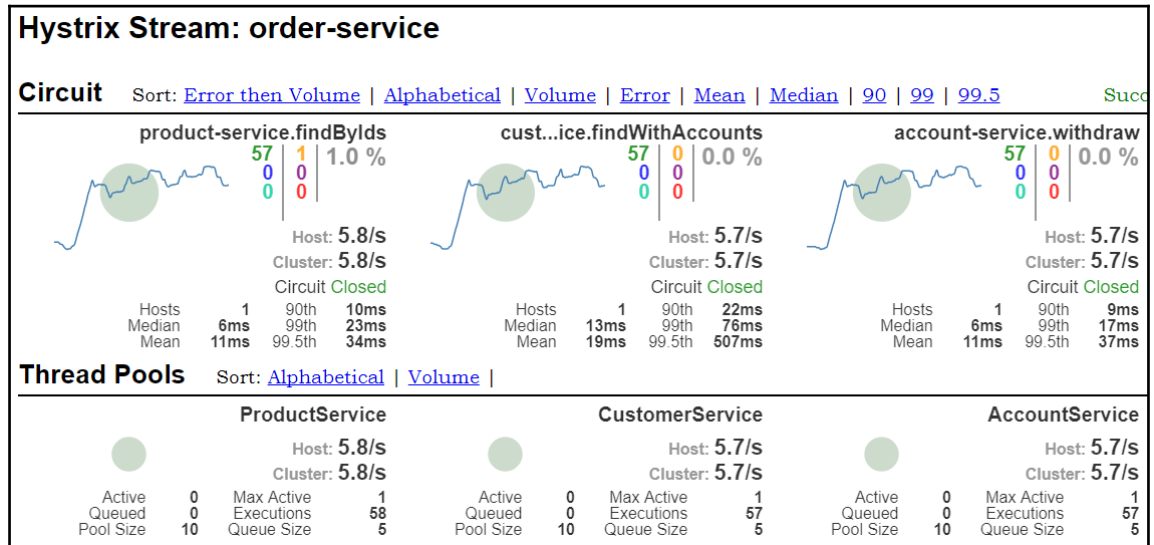 Hystrix Stream: order-service
Circuit Sort: Error then Volume | Alphabetical | Volume | Error | Mean | Median | 90 | 99 | 99.5 Succ
product-service.findByIds cust...ice.findWithAccounts account-service.withdraw
57 1 1.0 % 57 0 0.0 % 57 0 0.0 %
0 0 0 0 0 0
0 0 0 0 0 0
Host: 5.8/s Host: 5.7/s Host: 5.7/s
Cluster: 5.8/s Cluster: 5.7/s Cluster: 5.7/s
Circuit Closed Circuit Closed Circuit Closed
Hosts 1 90th 10ms Hosts 1 90th 22ms Hosts 1 90th 9ms
Median 6ms 99th 23ms Median 13ms 99th 76ms Median 6ms 99th 17ms
Mean 11ms 99.5th 34ms Mean 19ms 99.5th 507ms Mean 11ms 99.5th 37ms
Thread Pools Sort: Alphabetical | Volume |
ProductService CustomerService AccountService
Host: 5.8/s Host: 5.7/s Host: 5.7/s
Cluster: 5.8/s Cluster: 5.7/s Cluster: 5.7/s
Active 0 Max Active 1 Active 0 Max Active 1 Active 0 Max Active 1
Queued 0 Executions 58 Queued 0 Executions 57 Queued 0 Executions 57
Pool Size 10 Queue Size 5 Pool Size 10 Queue Size 5 Pool Size 10 Queue Size 5